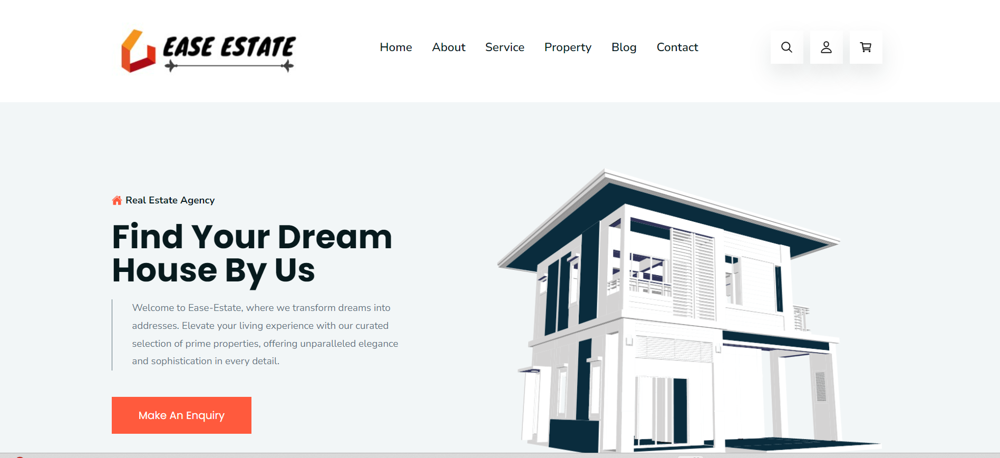 EASE ESTATE
Home About Service Property Blog Contact
Real Estate Agency
Find Your Dream
House By Us
Welcome to Ease-Estate, where we transform dreams into
addresses. Elevate your living experience with our curated
selection of prime properties, offering unparalleled elegance
and sophistication in every detail.
Make An Enquiry